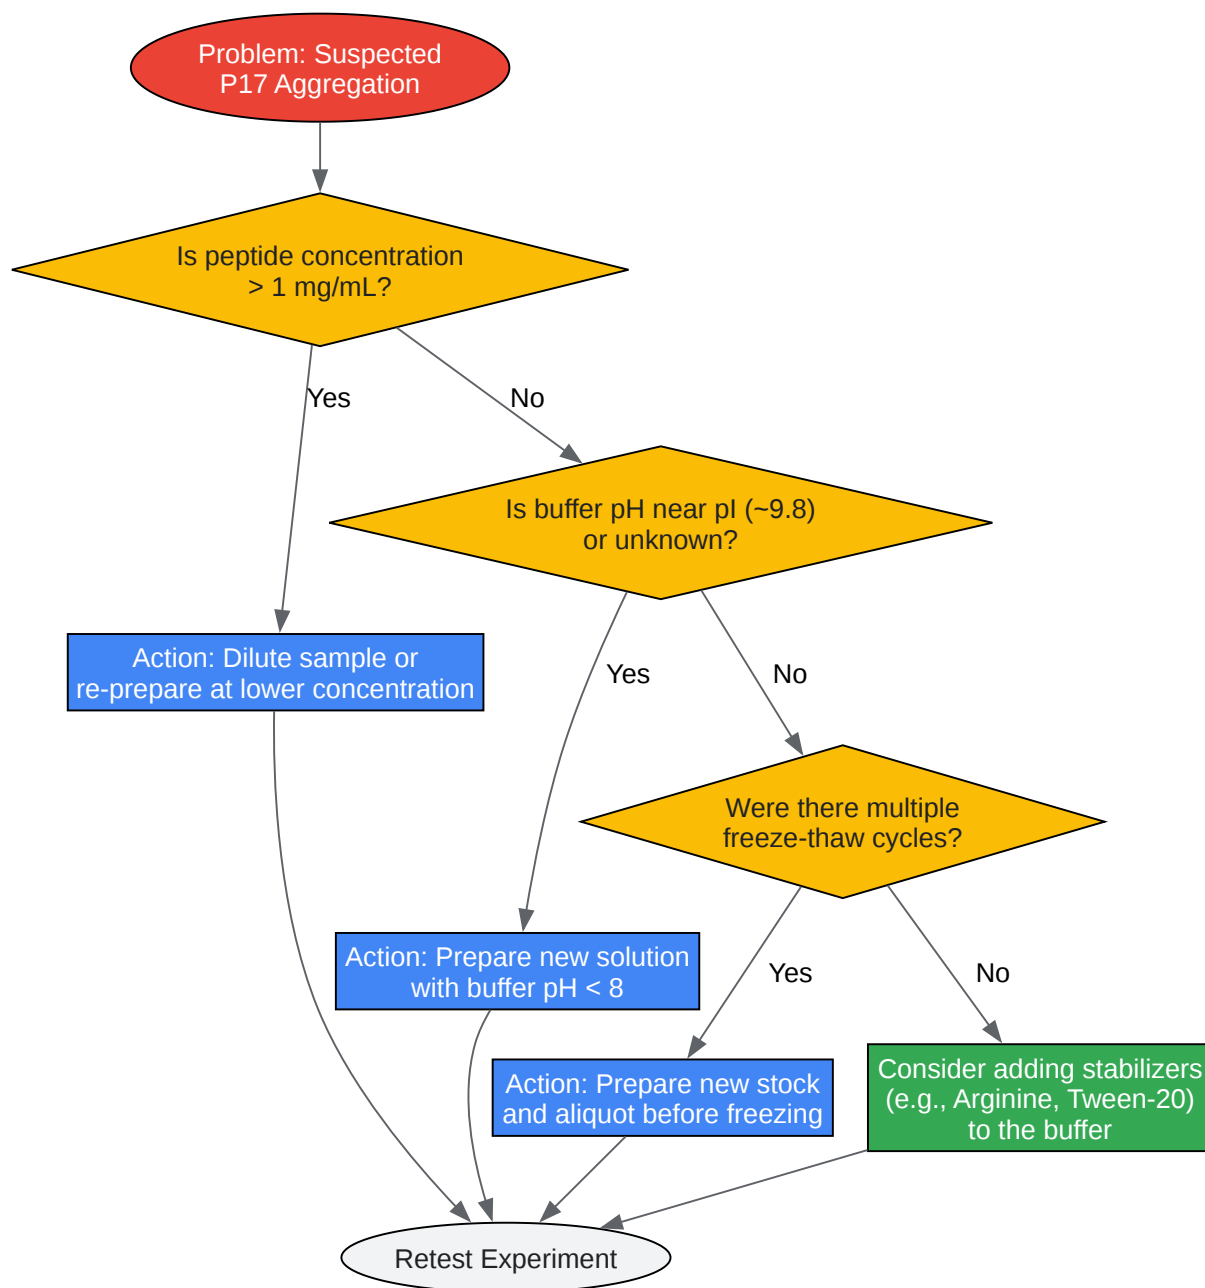 Problem: Suspected
P17 Aggregation
Is peptide concentration
> 1 mg/mL?
Yes
No
Is buffer pH near pI (~9.8)
or unknown?
Action: Dilute sample or
re-prepare at lower concentration
Yes
No
Were there multiple
freeze-thaw cycles?
Action: Prepare new solution
with buffer pH < 8
Yes
No
Action: Prepare new stock
and aliquot before freezing
Consider adding stabilizers
(e.g., Arginine, Tween-20)
to the buffer
Retest Experiment